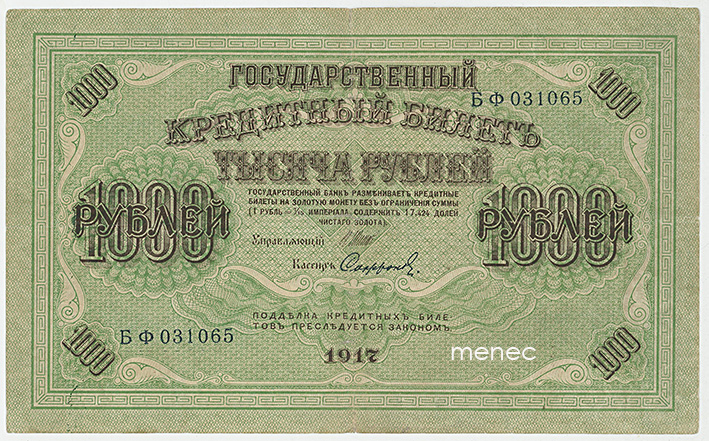 1000
1000
ГОСУДАРСТВЕННЫЙ
БФ 031065
КРЕДИТНЫЙ БИЛЕТЪ
ТЫСЯЧА РУБЛЕЙ
ГОСУДАРСТВЕННЫЙ БАНКЪ РАЗМѢНИВАЕТЪ КРЕДИТНЫЕ
БИЛЕТЫ НА ЗОЛОТУЮ МОНЕТУ БЕЗЪ ОГРАНИЧЕНІЯ СУММЫ
(1 РУБЛЬ = 1/15 ИМПЕРІАЛА, СОДЕРЖИТЪ 17,424 ДОЛЕЙ
ЧИСТАГО ЗОЛОТА).
1000
РУБЛЕЙ
1000
РУБЛЕЙ
Управляющій
Кассиръ
ПОДДѢЛКА КРЕДИТНЫХЪ БИЛЕ-
ТОВЪ ПРЕСЛѢДУЕТСЯ ЗАКОНОМЪ.
БФ 031065
1917
menec
1000
1000